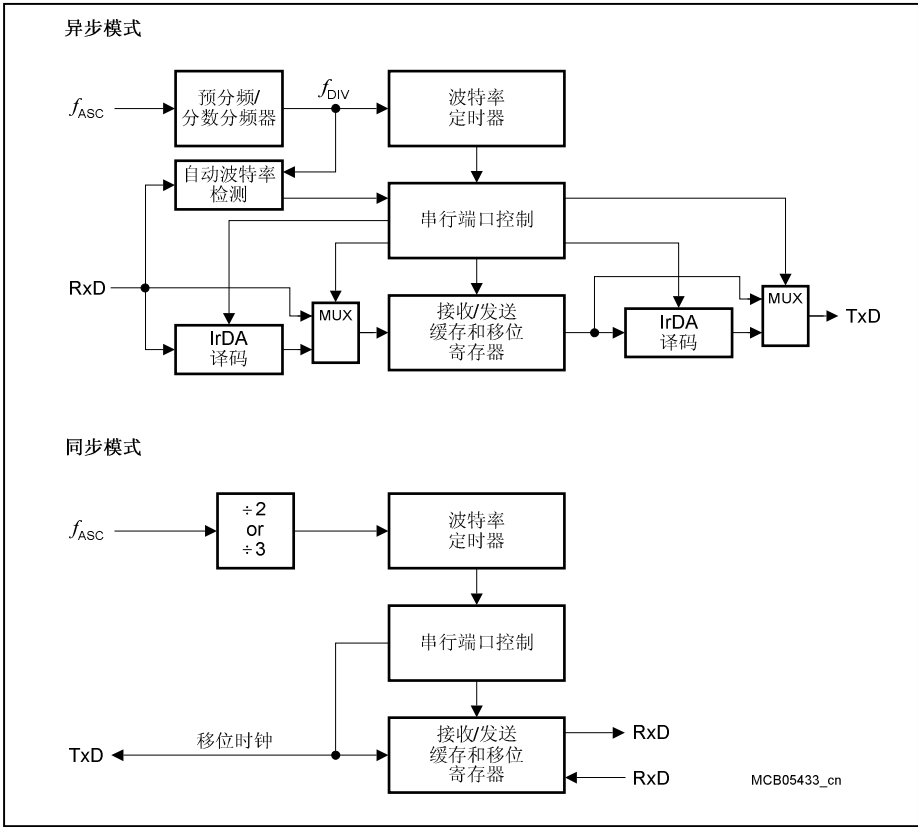 异步模式
f_ASC
预分频/
分数分频器
f_DIV
波特率
定时器
自动波特率
检测
串行端口控制
RxD
IrDA
译码
MUX
接收/发送
缓存和移位
寄存器
IrDA
译码
MUX
TxD
同步模式
f_ASC
÷2
or
÷3
波特率
定时器
串行端口控制
TxD
移位时钟
接收/发送
缓存和移位
寄存器
RxD
RxD
MCB05433_cn